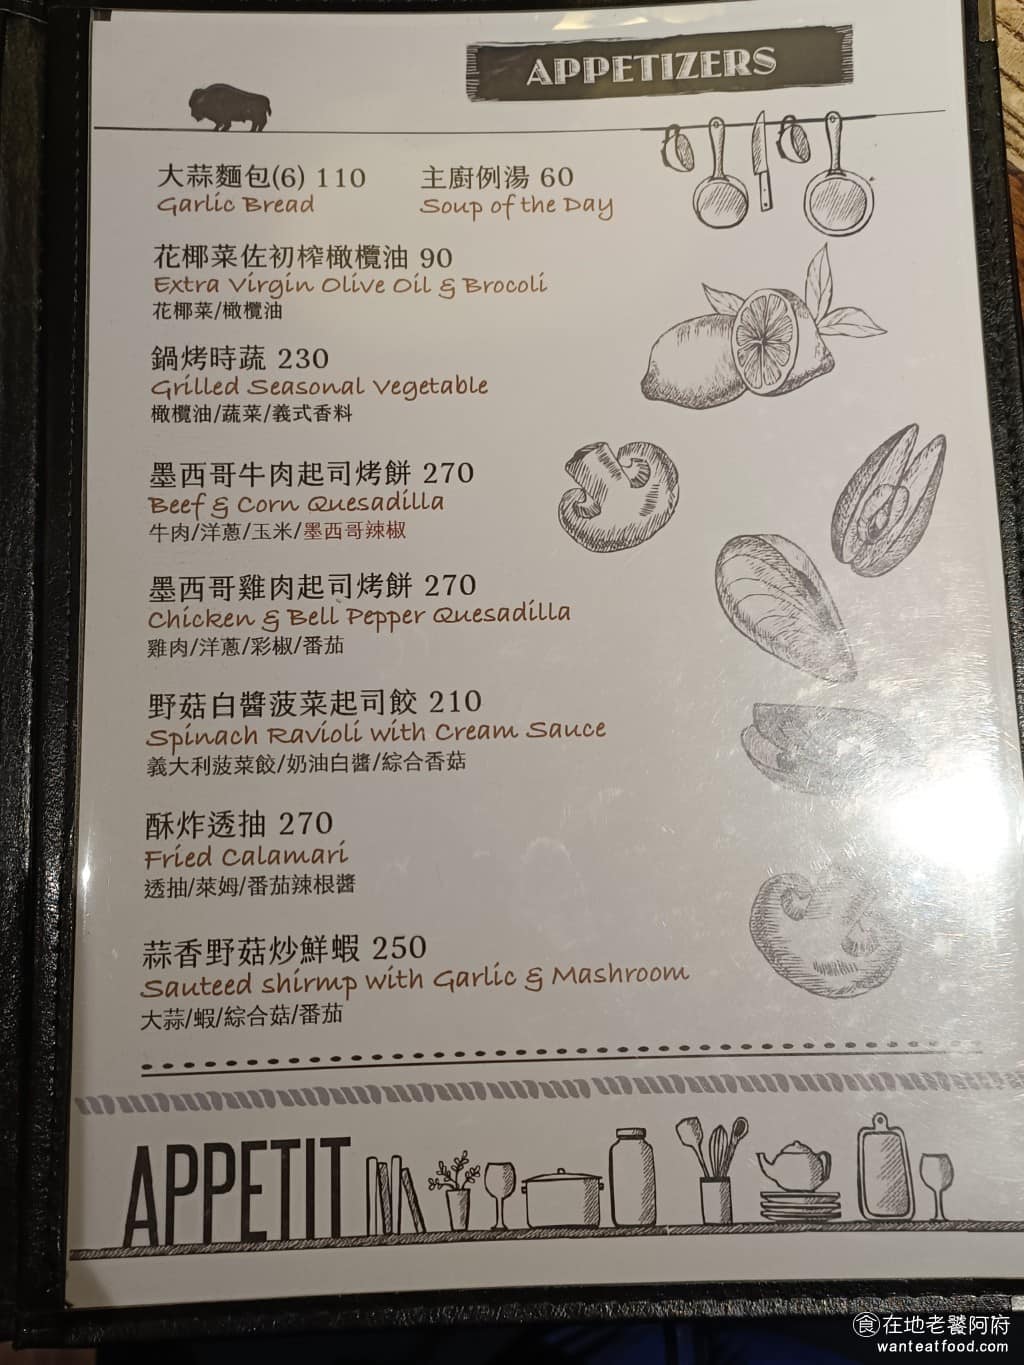 APPETIZERS
大蒜麵包(6) 110 主廚例湯 60
Garlic Bread Soup of the Day
花椰菜佐初榨橄欖油 90
Extra Virgin Olive Oil & Brocoli
花椰菜/橄欖油
鍋烤時蔬 230
Grilled Seasonal Vegetable
橄欖油/蔬菜/義式香料
墨西哥牛肉起司烤餅 270
Beef & Corn Quesadilla
牛肉/洋蔥/玉米/墨西哥辣椒
墨西哥雞肉起司烤餅 270
Chicken & Bell Pepper Quesadilla
雞肉/洋蔥/彩椒/番茄
野菇白醬菠菜起司餃 210
Spinach Ravioli with Cream Sauce
義大利菠菜餃/奶油白醬/綜合香菇
酥炸透抽 270
Fried Calamari
透抽/萊姆/番茄辣根醬
蒜香野菇炒鮮蝦 250
Sauteed shirmp with Garlic & Mashroom
大蒜/蝦/綜合菇/番茄
APPETIT
食在地老饕阿府
wanteatfood.com